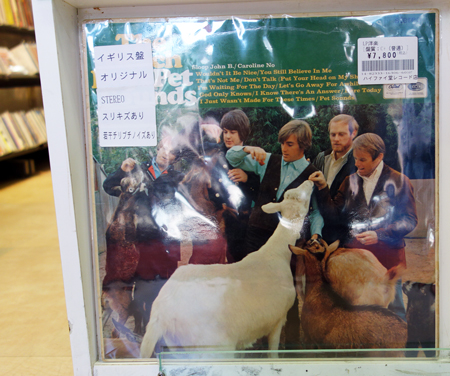 イギリス盤
オリジナル
STEREO
スリキズあり
若干チリプチノイズあり
Sloop John B./Caroline No
Wouldn't It Be Nice/You Still Believe In Me
That's Not Me/Don't Talk (Put Your Head on My Sh
I'm Waiting For The Day/Let's Go Away For A
God Only Knows/I Know There's An Answer/ Today
I Just Wasn't Made For These Times/Pet Sounds
The
Pet
nds
¥7,800